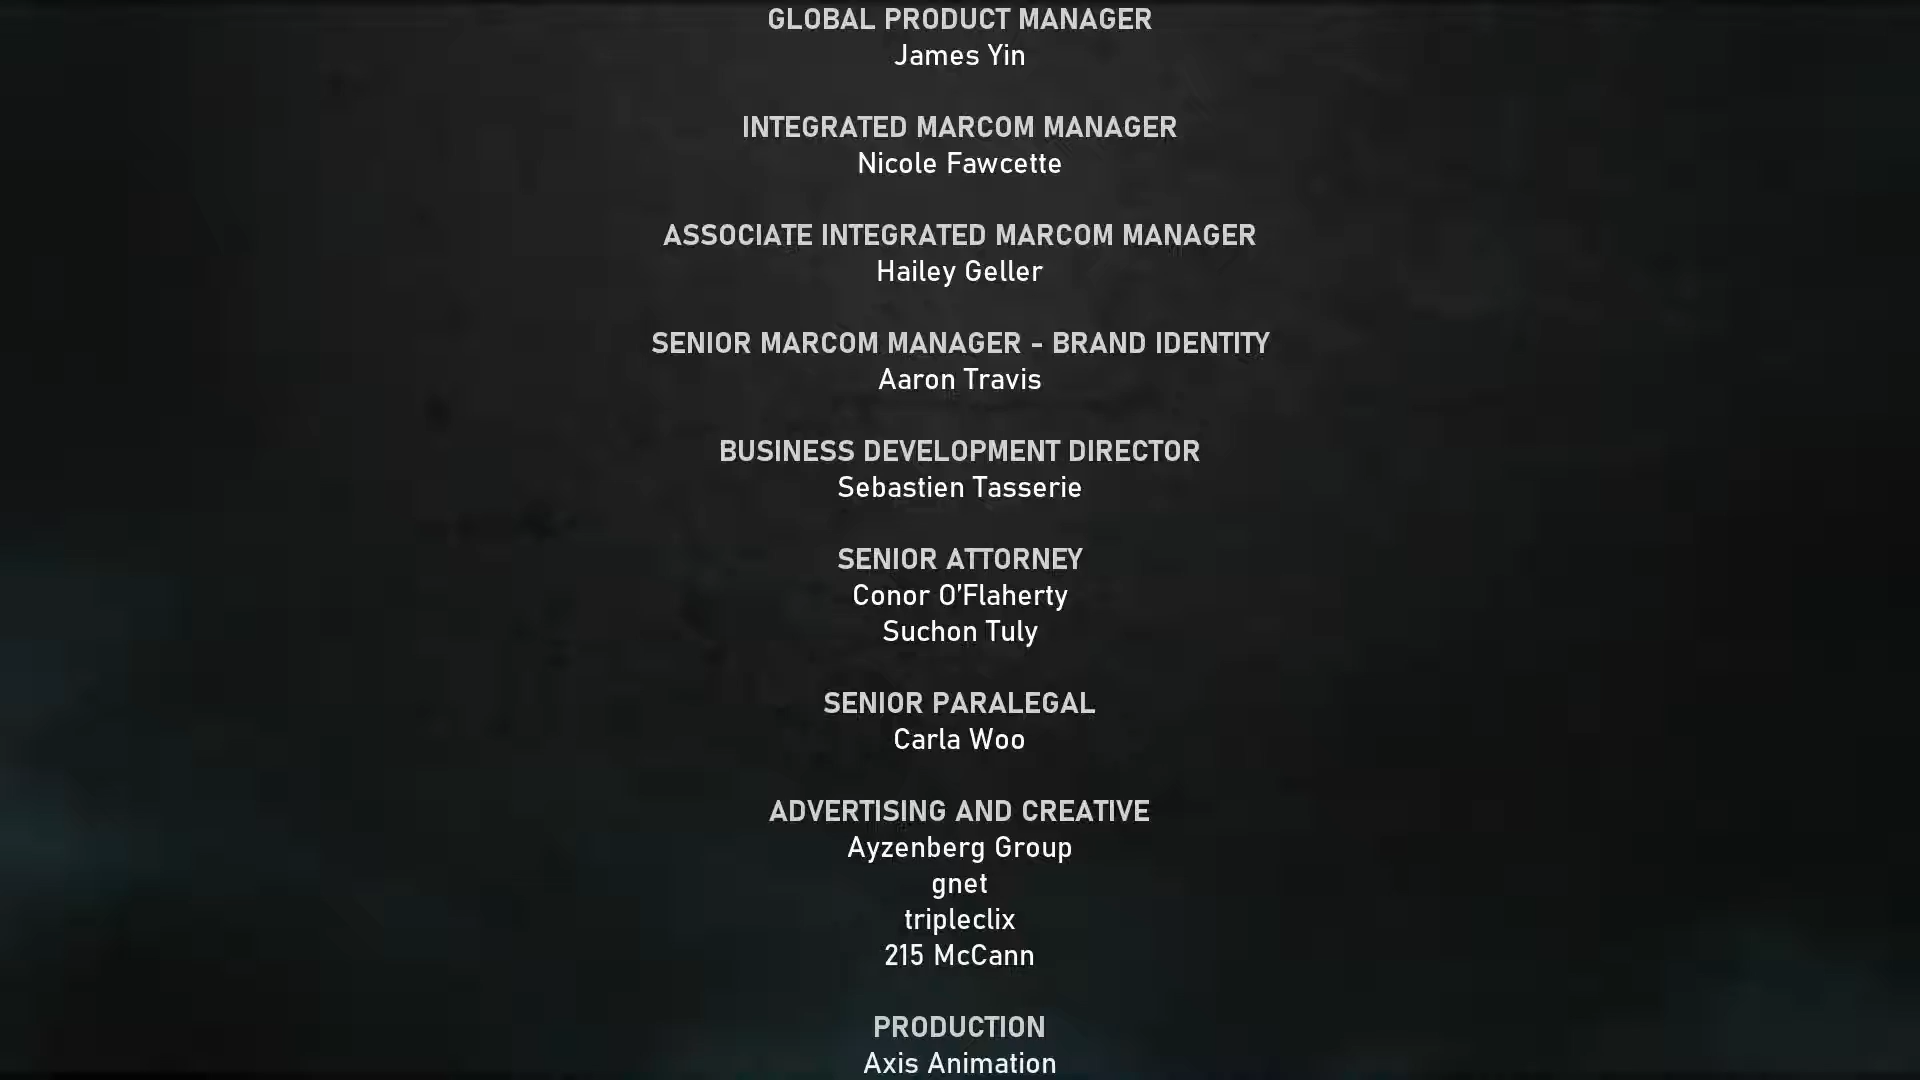 GLOBAL PRODUCT MANAGER
James Yin
INTEGRATED MARCOM MANAGER
Nicole Fawcette
ASSOCIATE INTEGRATED MARCOM MANAGER
Hailey Geller
SENIOR MARCOM MANAGER - BRAND IDENTITY
Aaron Travis
BUSINESS DEVELOPMENT DIRECTOR
Sebastien Tasserie
SENIOR ATTORNEY
Conor O'Flaherty
Suchon Tuly
SENIOR PARALEGAL
Carla Woo
ADVERTISING AND CREATIVE
Ayzenberg Group
gnet
tripleclix
215 McCann
PRODUCTION
Axis Animation